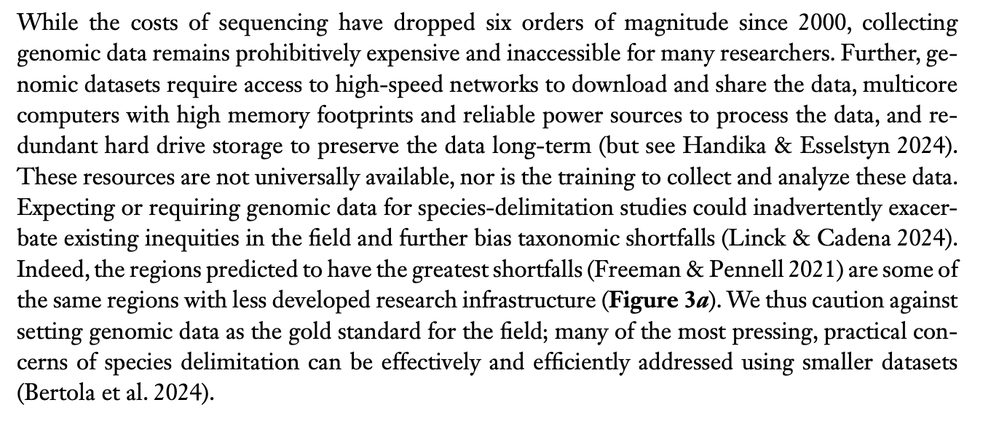 While the costs of sequencing have dropped six orders of magnitude since 2000, collecting
genomic data remains prohibitively expensive and inaccessible for many researchers. Further, ge-
nomic datasets require access to high-speed networks to download and share the data, multicore
computers with high memory footprints and reliable power sources to process the data, and re-
dundant hard drive storage to preserve the data long-term (but see Handika & Esselstyn 2024).
These resources are not universally available, nor is the training to collect and analyze these data.
Expecting or requiring genomic data for species-delimitation studies could inadvertently exacer-
bate existing inequities in the field and further bias taxonomic shortfalls (Linck & Cadena 2024).
Indeed, the regions predicted to have the greatest shortfalls (Freeman & Pennell 2021) are some of
the same regions with less developed research infrastructure (Figure 3a). We thus caution against
setting genomic data as the gold standard for the field; many of the most pressing, practical con-
cerns of species delimitation can be effectively and efficiently addressed using smaller datasets
(Bertola et al. 2024).